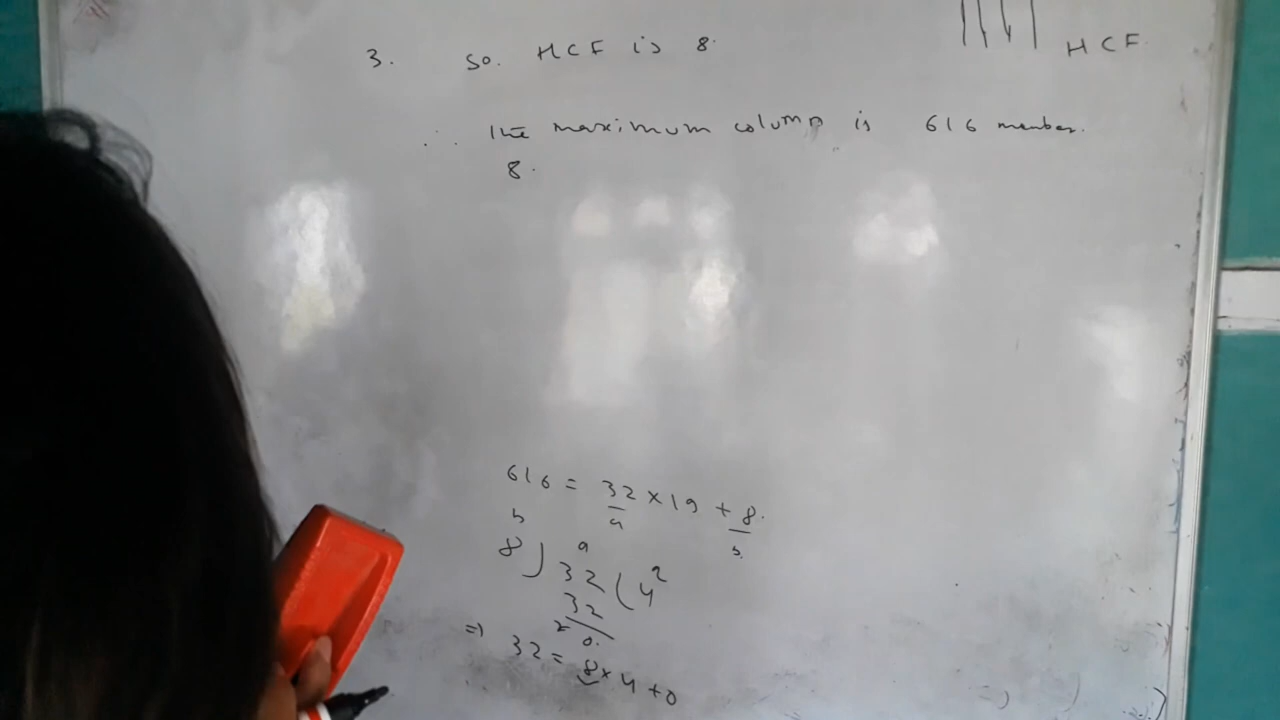 3. So. HCF is 8.
HCF.
∴ The maximum column is 616 member.
8.
616 = 32 × 19 + 8.
a b
b a q
8 ) 32 ( 4
32
r 0.
⇒ 32 = 8 × 4 + 0